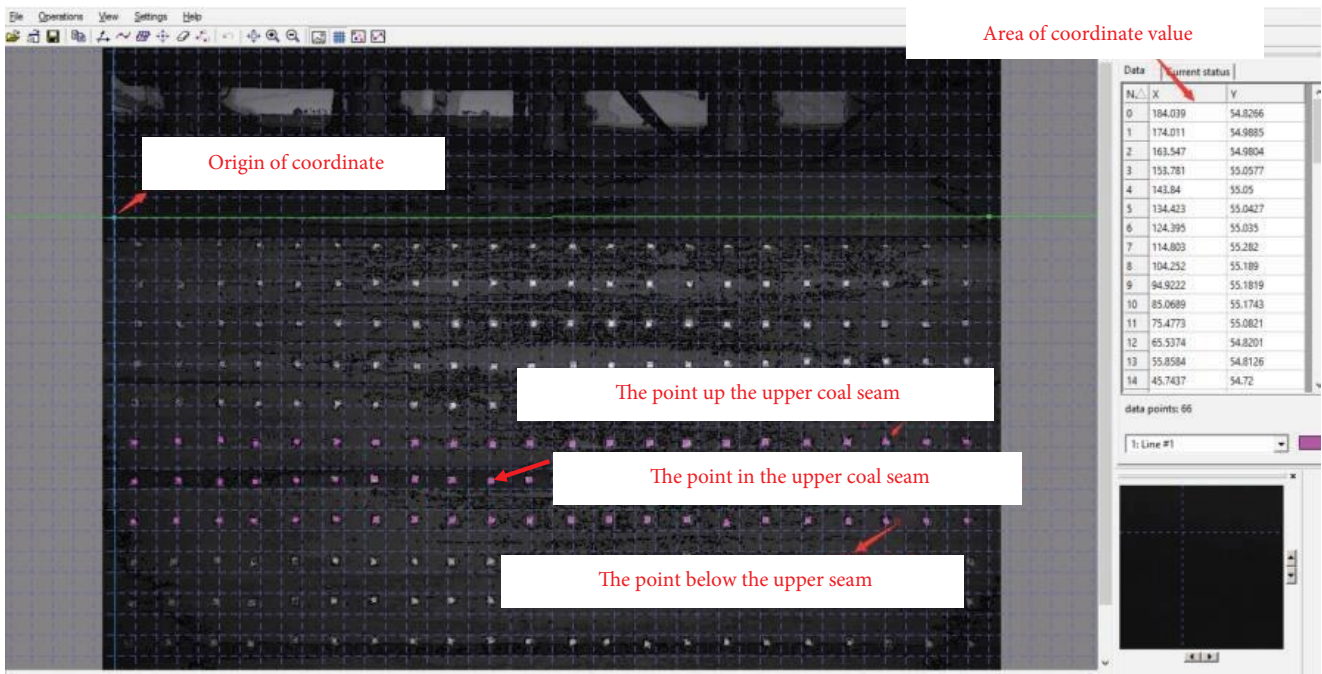 File Operations View Settings Help
Area of coordinate value
Data Current status
N. X Y
0 184.039 54.8266
1 174.011 54.9885
2 163.547 54.9804
3 153.781 55.0577
4 143.84 55.05
5 134.423 55.0427
6 124.395 55.035
7 114.803 55.282
8 104.252 55.189
9 94.9222 55.1819
10 85.0689 55.1743
11 75.4773 55.0821
12 65.5374 54.8201
13 55.8584 54.8126
14 45.7437 54.72
Origin of coordinate
The point up the upper coal seam
data points: 66
1: Line #1
The point in the upper coal seam
The point below the upper seam